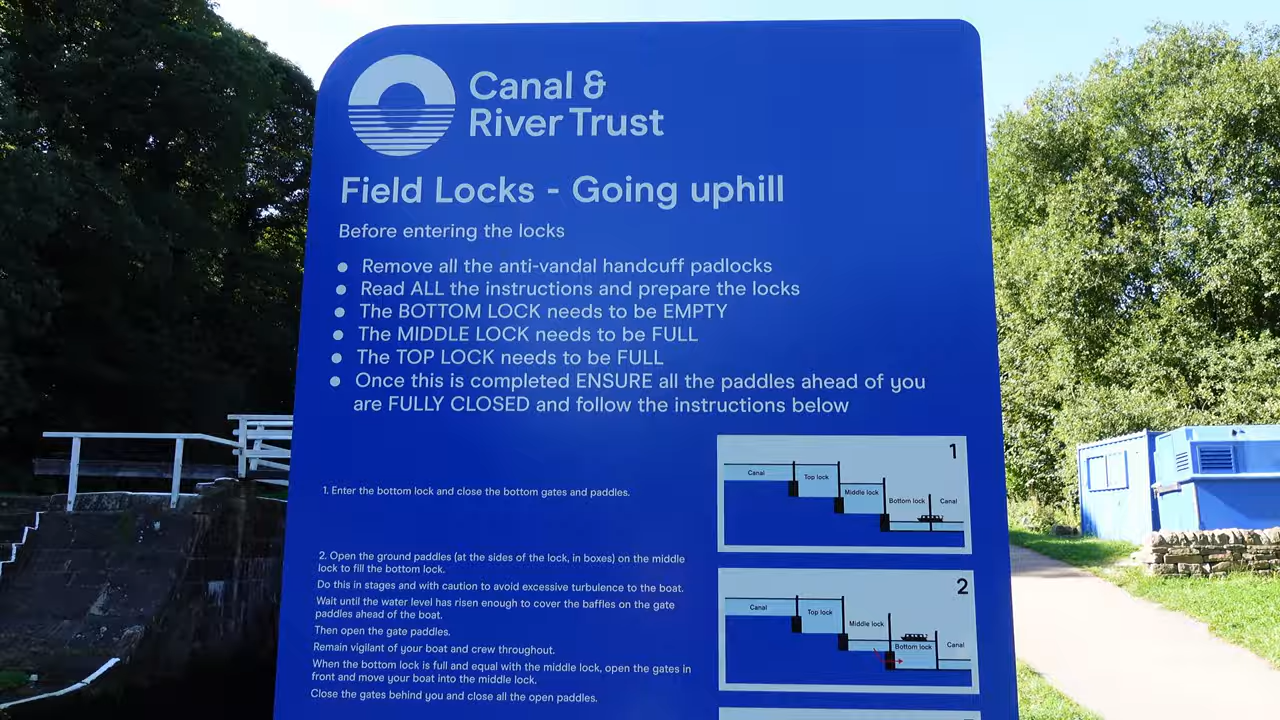 Canal &
River Trust
Field Locks - Going uphill
Before entering the locks
Remove all the anti-vandal handcuff padlocks
Read ALL the instructions and prepare the locks
The BOTTOM LOCK needs to be EMPTY
The MIDDLE LOCK needs to be FULL
The TOP LOCK needs to be FULL
Once this is completed ENSURE all the paddles ahead of you
are FULLY CLOSED and follow the instructions below
1. Enter the bottom lock and close the bottom gates and paddles.
1
Canal
Top lock
Middle lock
Bottom lock
Canal
2. Open the ground paddles (at the sides of the lock, in boxes) on the middle
lock to fill the bottom lock.
Do this in stages and with caution to avoid excessive turbulence to the boat.
Wait until the water level has risen enough to cover the baffles on the gate
paddles ahead of the boat.
Then open the gate paddles.
Remain vigilant of your boat and crew throughout.
When the bottom lock is full and equal with the middle lock, open the gates in
front and move your boat into the middle lock.
Close the gates behind you and close all the open paddles.
2
Canal
Top lock
Middle lock
Bottom lock
Canal